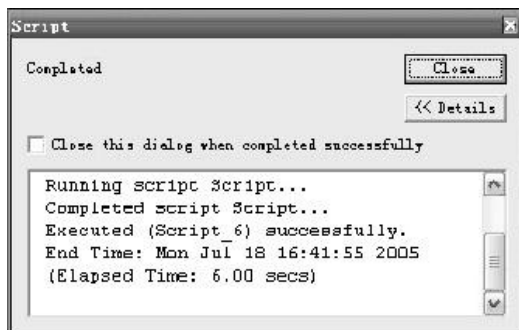 Script
Completed
Close
<< Details
Close this dialog when completed successfully
Running script Script...
Completed script Script...
Executed (Script_6) successfully.
End Time: Mon Jul 18 16:41:55 2005
(Elapsed Time: 6.00 secs)